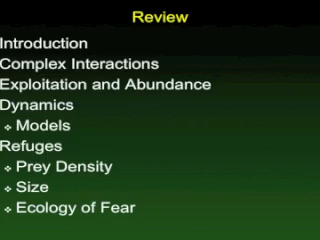 Review
Introduction
Complex Interactions
Exploitation and Abundance
Dynamics
❖ Models
Refuges
❖ Prey Density
❖ Size
❖ Ecology of Fear